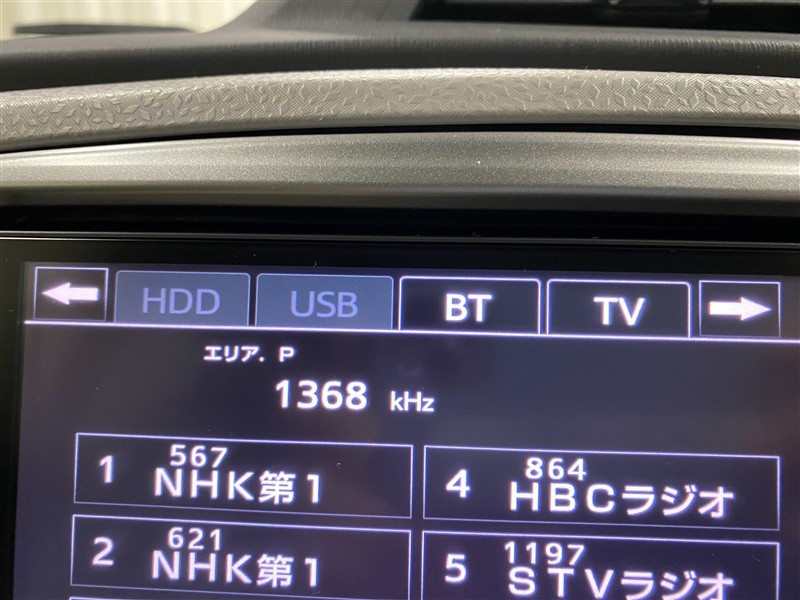 HDD USB BT TV
エリア. P
1368 kHz
1 567 NHK第1
4 864 HBCラジオ
2 621 NHK第1
5 1197 STVラジオ